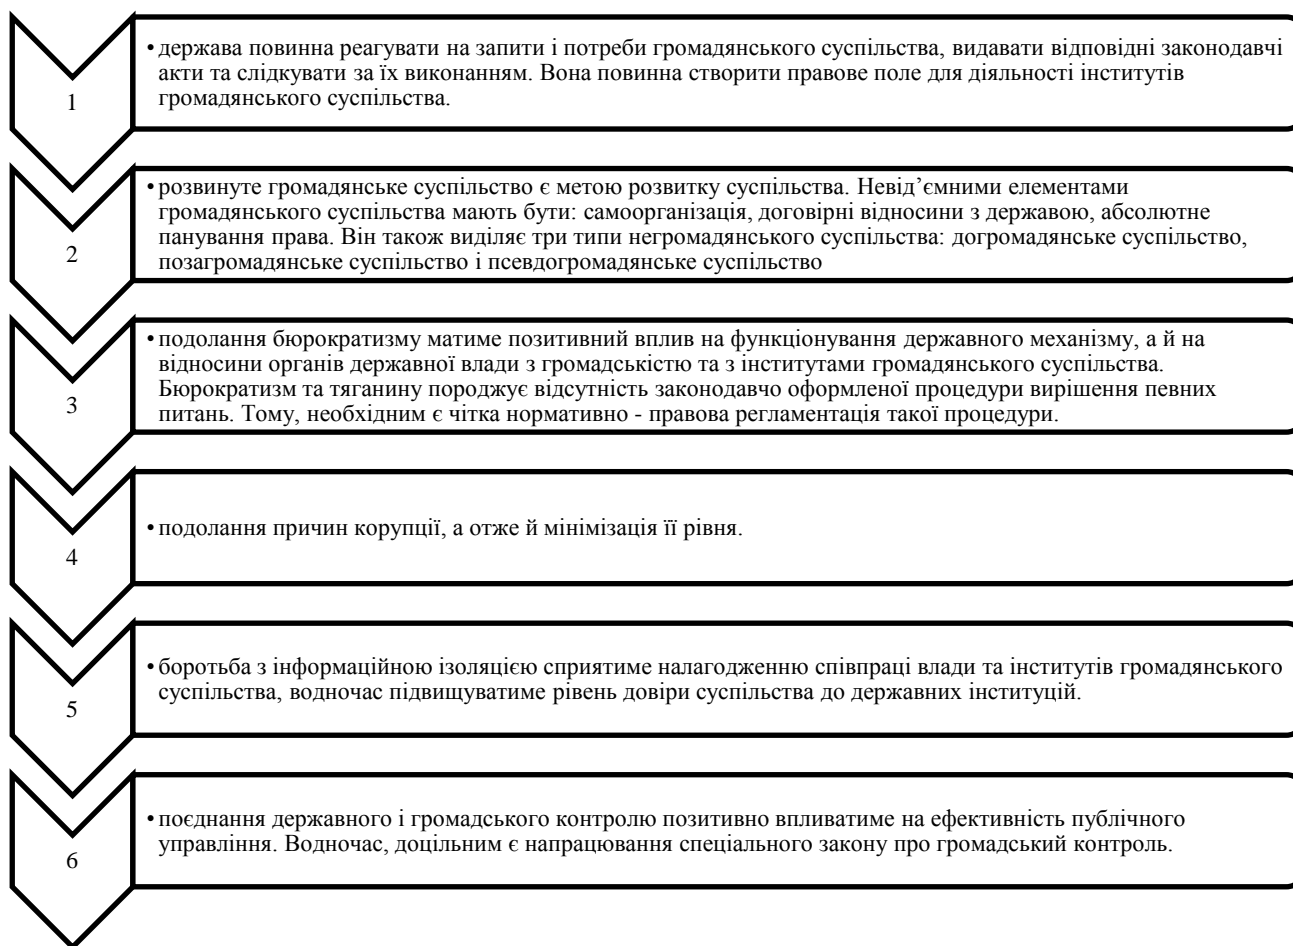 1
• держава повинна реагувати на запити і потреби громадянського суспільства, видавати відповідні законодавчі
акти та слідкувати за їх виконанням. Вона повинна створити правове поле для діяльності інститутів
громадянського суспільства.
2
• розвинуте громадянське суспільство є метою розвитку суспільства. Невід’ємними елементами
громадянського суспільства мають бути: самоорганізація, договірні відносини з державою, абсолютне
панування права. Він також виділяє три типи негромадянського суспільства: догромадянське суспільство,
позагромадянське суспільство і псевдогромадянське суспільство
3
• подолання бюрократизму матиме позитивний вплив на функціонування державного механізму, а й на
відносини органів державної влади з громадськістю та з інститутами громадянського суспільства.
Бюрократизм та тяганину породжує відсутність законодавчо оформленої процедури вирішення певних
питань. Тому, необхідним є чітка нормативно - правова регламентація такої процедури.
4
• подолання причин корупції, а отже й мінімізація її рівня.
5
• боротьба з інформаційною ізоляцією сприятиме налагодженню співпраці влади та інститутів громадянського
суспільства, водночас підвищуватиме рівень довіри суспільства до державних інституцій.
6
• поєднання державного і громадського контролю позитивно впливатиме на ефективність публічного
управління. Водночас, доцільним є напрацювання спеціального закону про громадський контроль.